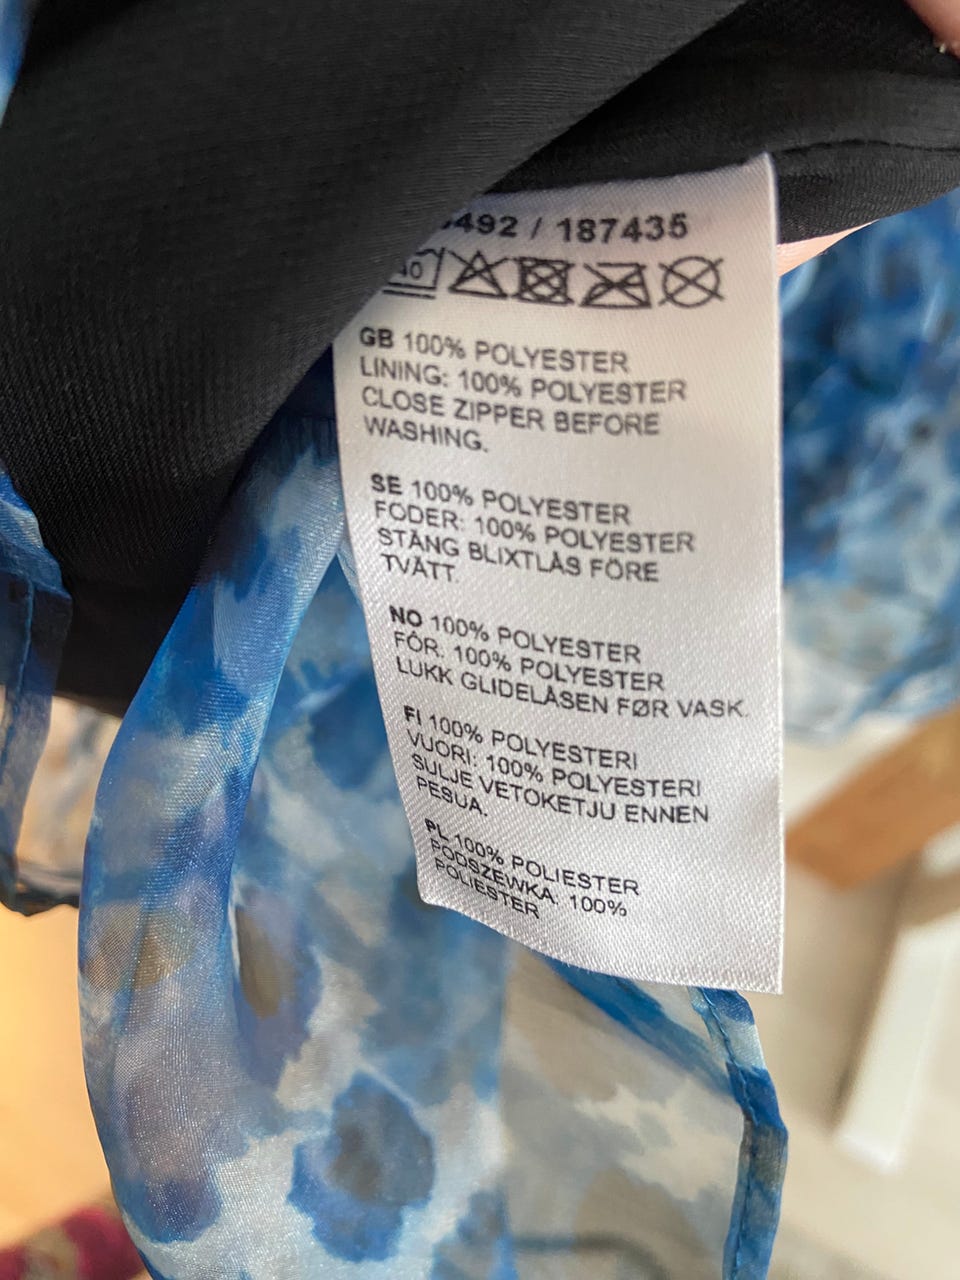 492 / 187435
40
GB 100% POLYESTER
LINING: 100% POLYESTER
CLOSE ZIPPER BEFORE
WASHING.
SE 100% POLYESTER
FODER: 100% POLYESTER
STÄNG BLIXTLÅS FÖRE
TVÄTT.
NO 100% POLYESTER
FÓR: 100% POLYESTER
LUKK GLIDELÅSEN FØR VASK.
FI 100% POLYESTERI
VUORI: 100% POLYESTERI
SULJE VETOKETJU ENNEN
PESUA.
PL 100% POLIESTER
PODSZEWKA: 100%
POLIESTER